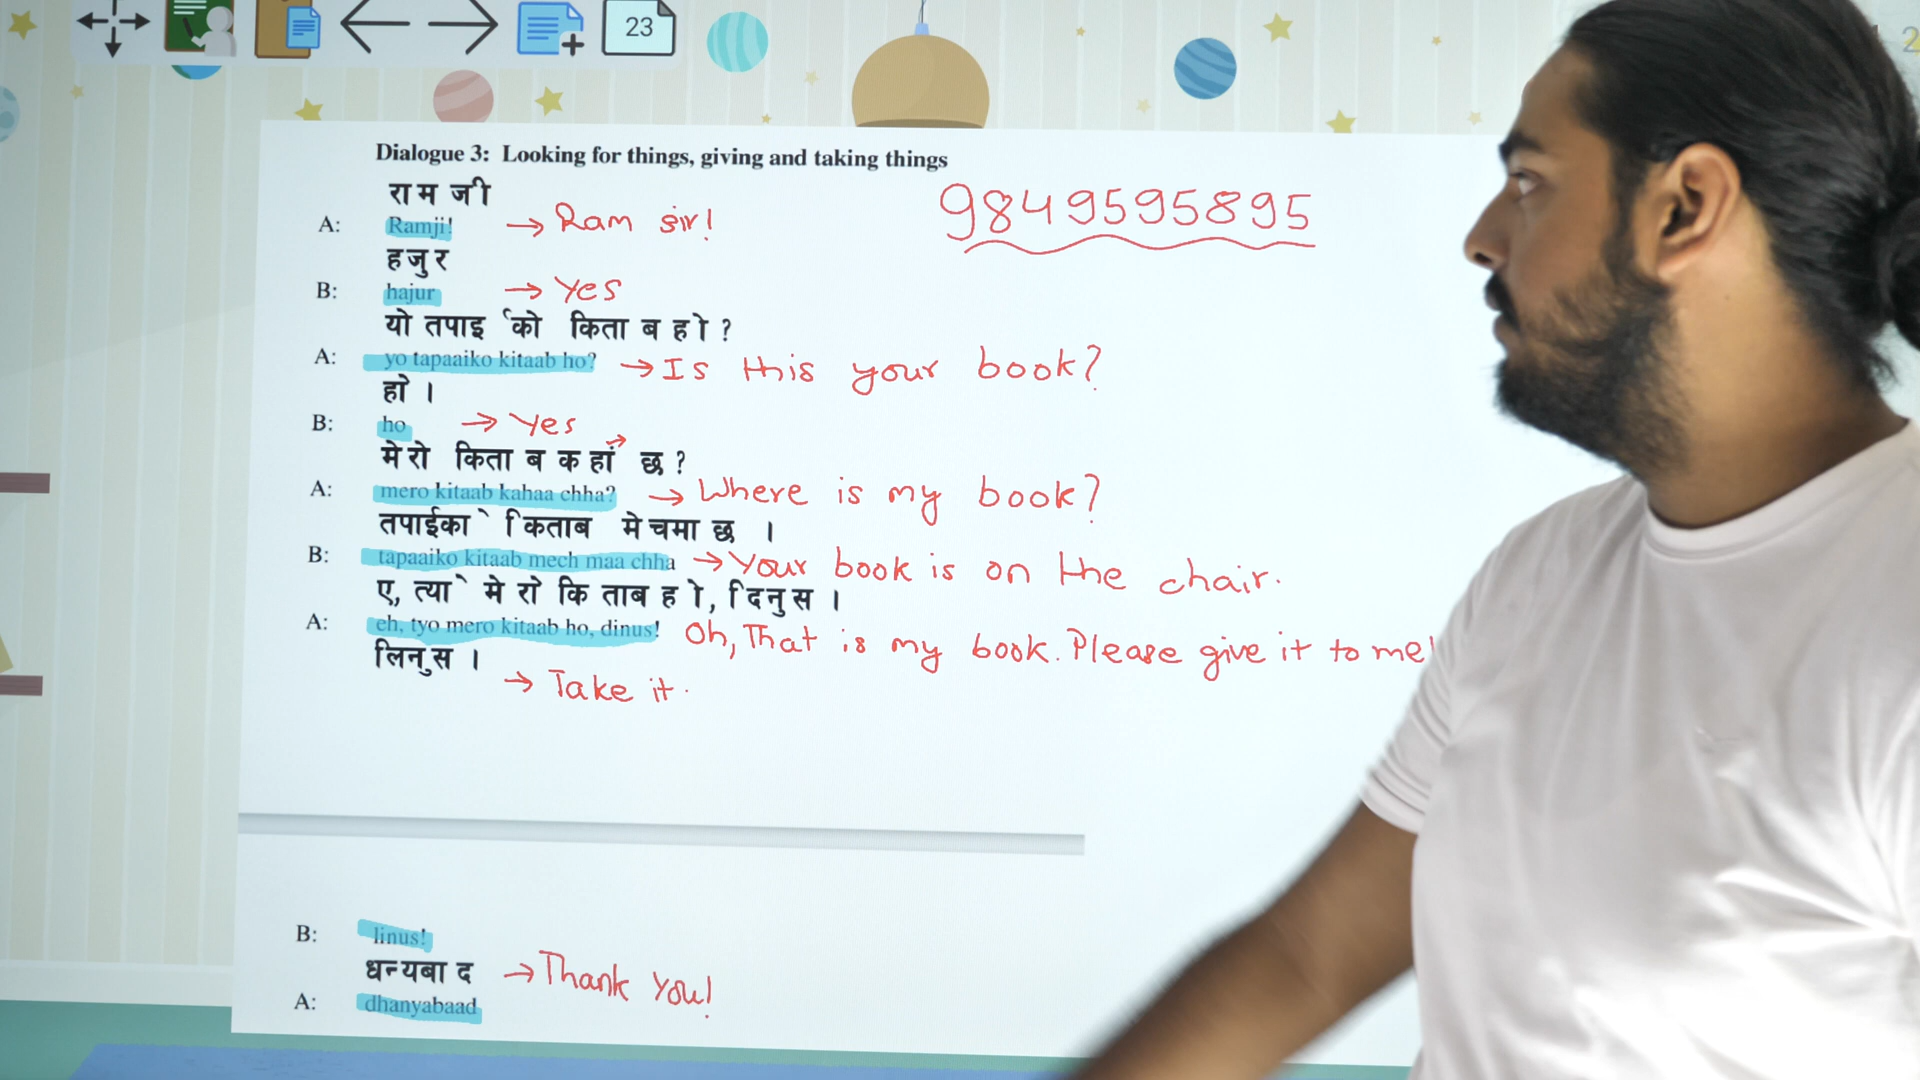 23
2
Dialogue 3: Looking for things, giving and taking things
राम जी
A: Ramji! → Ram sir!
9849595895
हजुर
B: hajur → Yes
यो तपाइँको किताब हो ?
A: yo tapaaiko kitaab ho? → Is this your book?
हो ।
B: ho → Yes
मेरो किताब कहाँ छ ?
A: mero kitaab kahaa chha? → Where is my book?
तपाईको किताब मेचमा छ ।
B: tapaaiko kitaab mech maa chha → Your book is on the chair.
ए, त्यो मेरो किताब हो, दिनुस ।
A: eh, tyo mero kitaab ho, dinus! Oh, That is my book. Please give it to me!
लिनुस ।
→ Take it.
B: linus!
धन्यबाद → Thank You!
A: dhanyabaad